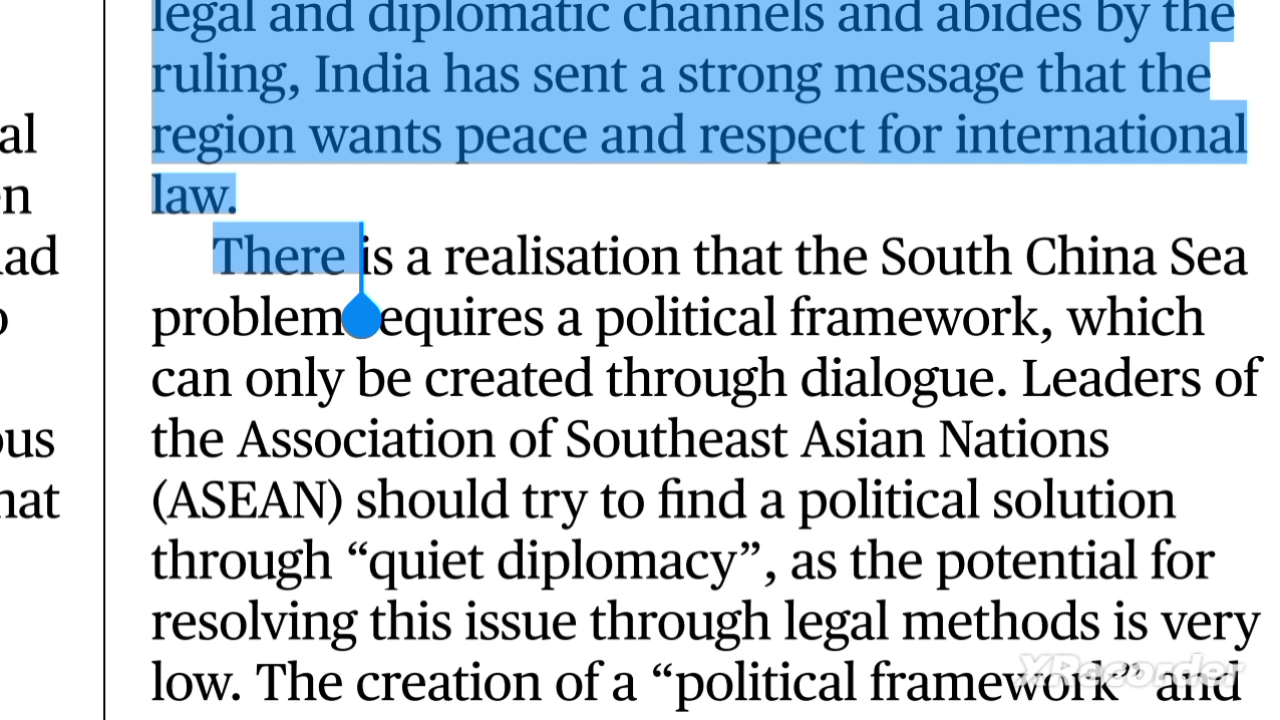 legal and diplomatic channels and abides by the
ruling, India has sent a strong message that the
region wants peace and respect for international
law.
There is a realisation that the South China Sea
problem requires a political framework, which
can only be created through dialogue. Leaders of
the Association of Southeast Asian Nations
(ASEAN) should try to find a political solution
through “quiet diplomacy”, as the potential for
resolving this issue through legal methods is very
low. The creation of a “political framework” and
XRecorder